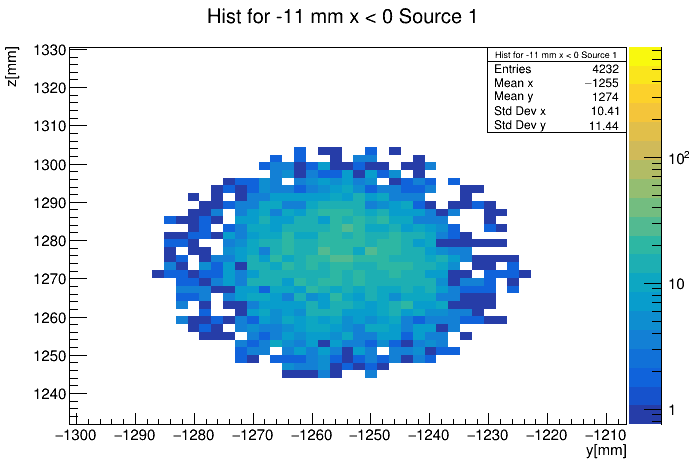 Hist for -11 mm x < 0 Source 1
z[mm]
1330
1320
1310
1300
1290
1280
1270
1260
1250
1240
Hist for -11 mm x < 0 Source 1
Entries 4232
Mean x −1255
Mean y 1274
Std Dev x 10.41
Std Dev y 11.44
10²
10
1
−1300 −1290 −1280 −1270 −1260 −1250 −1240 −1230 −1220 −1210
y[mm]